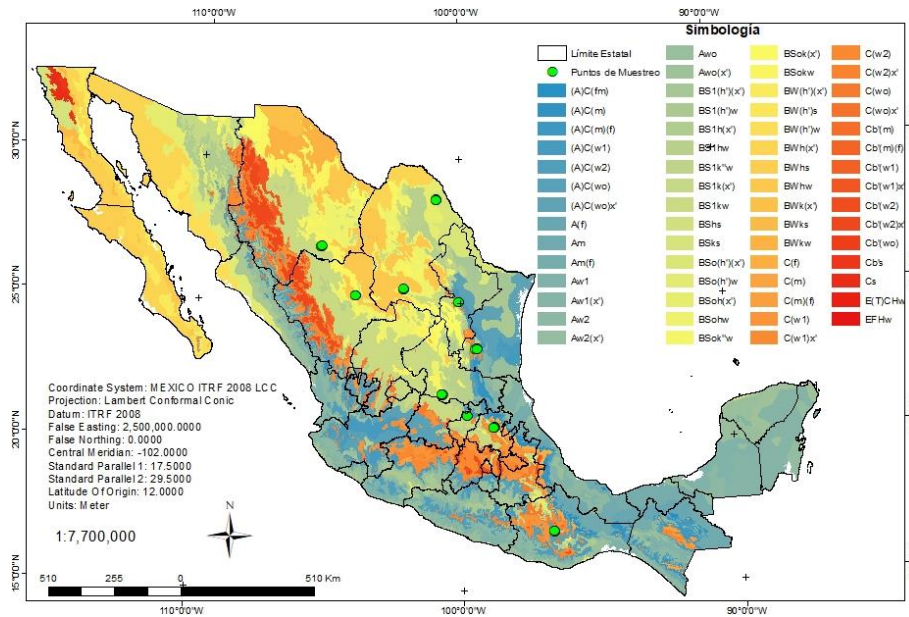 110°0'0"W 100°0'0"W 90°0'0"W
Simbología
Límite Estatal
Puntos de Muestreo
(A)C(fm)
(A)C(m)
(A)C(m)(f)
(A)C(w1)
(A)C(w2)
(A)C(wo)
(A)C(wo)x'
A(f)
Am
Am(f)
Aw1
Aw1(x')
Aw2
Aw2(x')
Awo
Awo(x')
BS1(h')(x')
BS1(h')w
BS1h(x')
BS1hw
BS1k"w
BS1k(x')
BS1kw
BShs
BSks
BSo(h')(x')
BSo(h')w
BSoh(x')
BSohw
BSok"w
BSok(x')
BSokw
BW(h')(x')
BW(h')s
BW(h')w
BWh(x')
BWhs
BWhw
BWk(x')
BWks
BWkw
C(f)
C(m)
C(m)(f)
C(w1)
C(w1)x'
C(w2)
C(w2)x'
C(wo)
C(wo)x'
Cb'(m)
Cb'(m)(f)
Cb'(w1)
Cb'(w1)x'
Cb'(w2)
Cb'(w2)x'
Cb'(wo)
Cb's
Cs
E(T)CHw
EFHw
30°0'0"N
25°0'0"N
20°0'0"N
15°0'0"N
Coordinate System: MEXICO ITRF 2008 LCC
Projection: Lambert Conformal Conic
Datum: ITRF 2008
False Easting: 2,500,000.0000
False Northing: 0.0000
Central Meridian: -102.0000
Standard Parallel 1: 17.5000
Standard Parallel 2: 29.5000
Latitude Of Origin: 12.0000
Units: Meter
1:7,700,000
N
510 255 0 510 Km
110°0'0"W 100°0'0"W 90°0'0"W